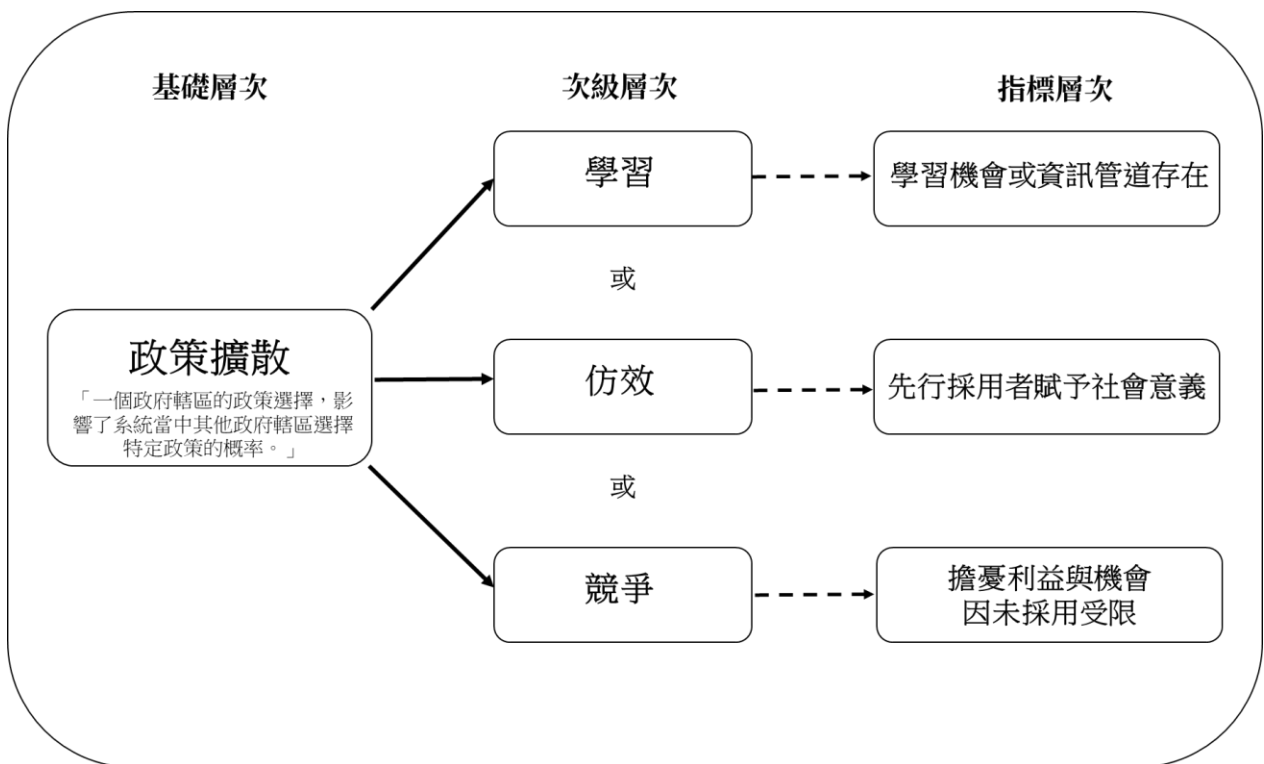 基礎層次
次級層次
指標層次
學習
學習機會或資訊管道存在
或
政策擴散
「一個政府轄區的政策選擇，影
響了系統當中其他政府轄區選擇
特定政策的概率。」
仿效
先行採用者賦予社會意義
或
競爭
擔憂利益與機會
因未採用受限